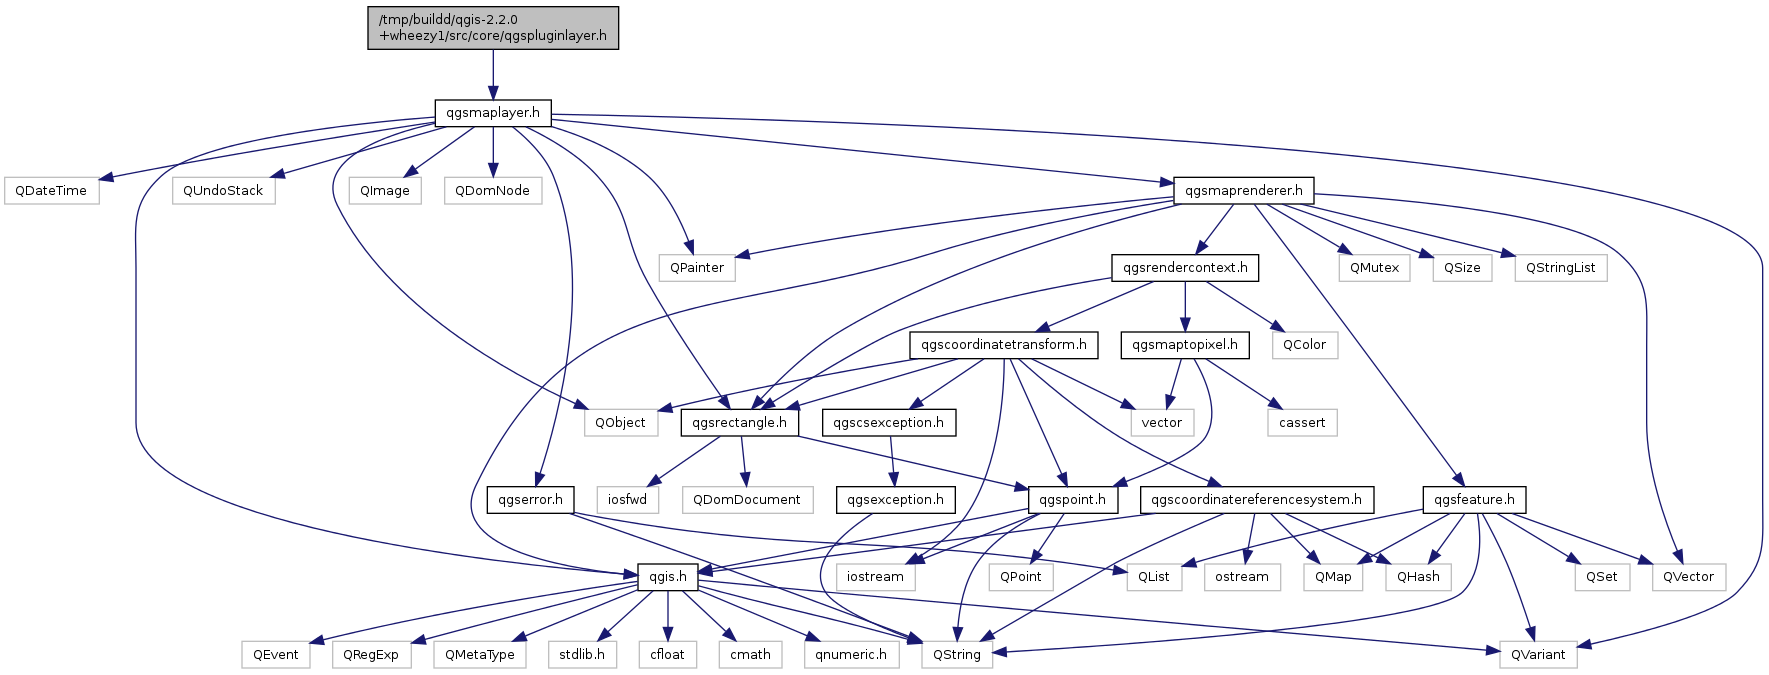 /tmp/buildd/qgis-2.2.0
+wheezy1/src/core/qgspluginlayer.h
qgsmaplayer.h
QDateTime
QUndoStack
QImage
QDomNode
qgsmaprenderer.h
QPainter
qgsrendercontext.h
QMutex
QSize
QStringList
qgscoordinatetransform.h
qgsmaptopixel.h
QColor
QObject
qgsrectangle.h
qgscsexception.h
vector
cassert
qgserror.h
iosfwd
QDomDocument
qgsexception.h
qgspoint.h
qgscoordinatereferencesystem.h
qgsfeature.h
qgis.h
iostream
QPoint
QList
ostream
QMap
QHash
QSet
QVector
QEvent
QRegExp
QMetaType
stdlib.h
cfloat
cmath
qnumeric.h
QString
QVariant